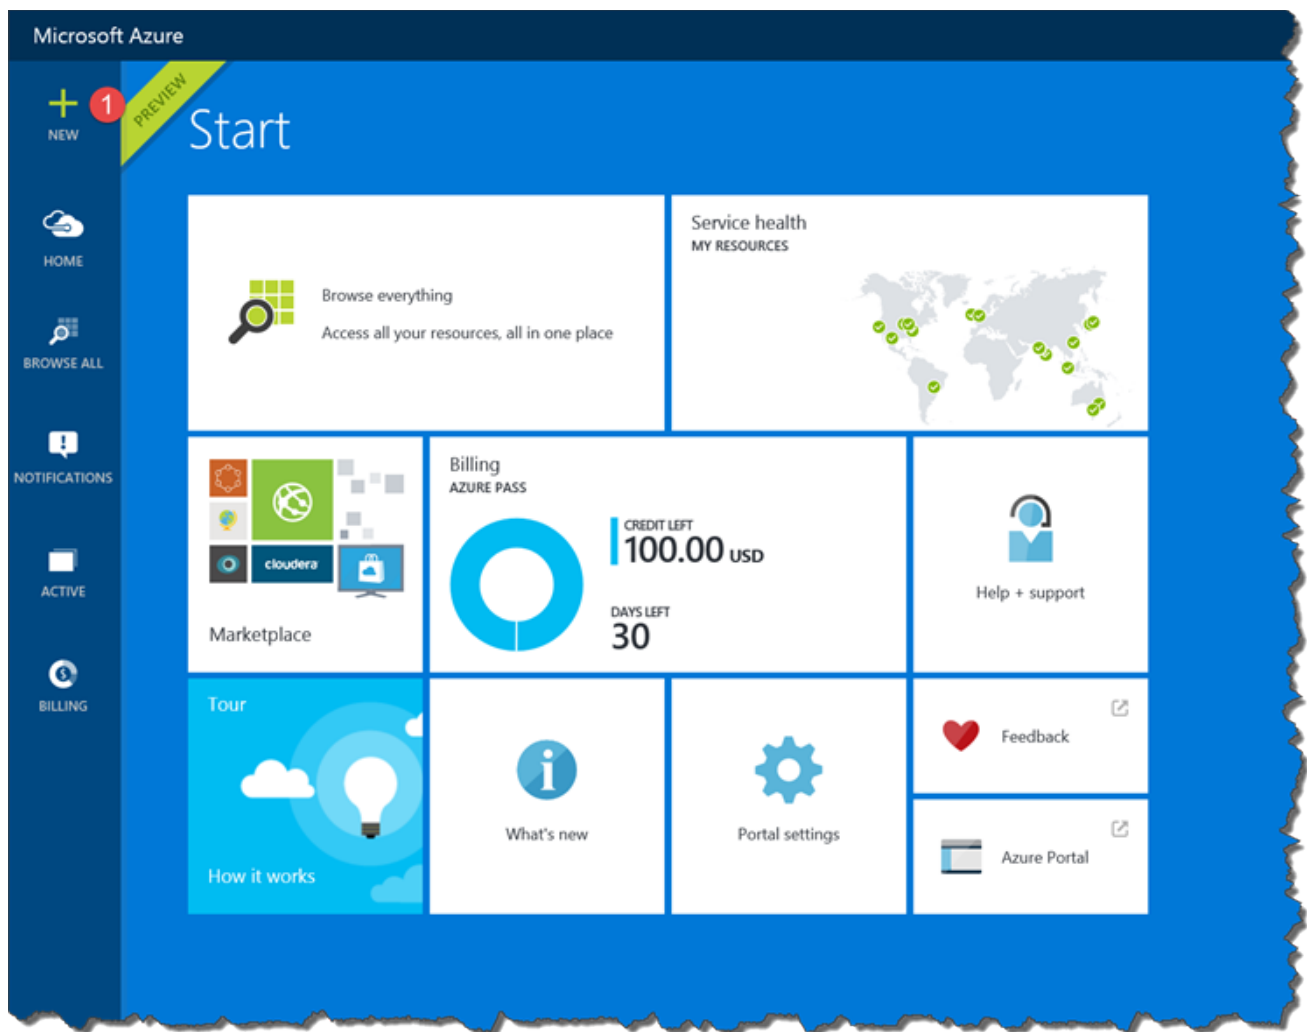 Microsoft Azure
NEW
1
PREVIEW
Start
HOME
BROWSE ALL
NOTIFICATIONS
ACTIVE
BILLING
Browse everything
Access all your resources, all in one place
Service health
MY RESOURCES
cloudera
Marketplace
Billing
AZURE PASS
CREDIT LEFT
100.00 USD
DAYS LEFT
30
Help + support
Tour
How it works
What's new
Portal settings
Feedback
Azure Portal